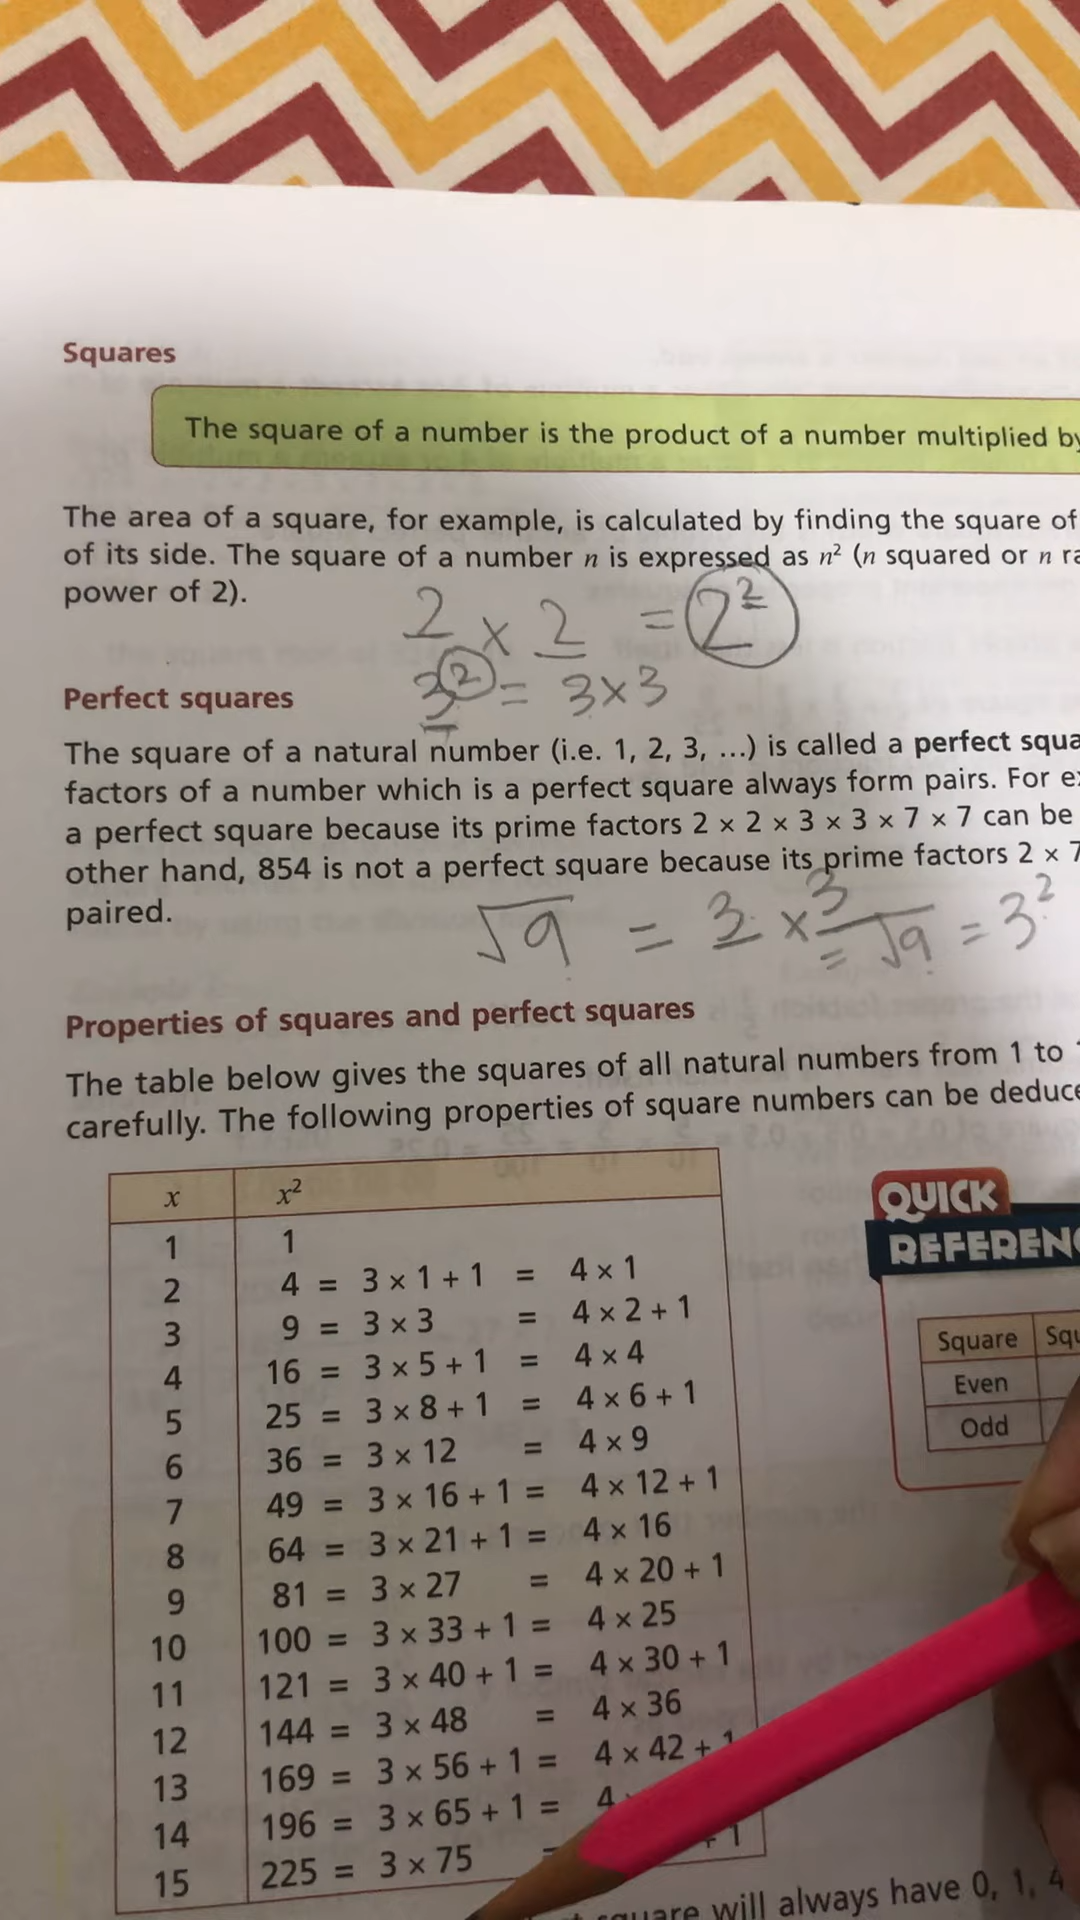 Squares
The square of a number is the product of a number multiplied by
The area of a square, for example, is calculated by finding the square of
of its side. The square of a number n is expressed as n² (n squared or n ra
power of 2).
2 × 2 = 2²
3² = 3×3
Perfect squares
The square of a natural number (i.e. 1, 2, 3, ...) is called a perfect squa
factors of a number which is a perfect square always form pairs. For ex
a perfect square because its prime factors 2 × 2 × 3 × 3 × 7 × 7 can be
other hand, 854 is not a perfect square because its prime factors 2 × 7
paired.
√9 = 3 × 3 = √9 = 3²
Properties of squares and perfect squares
The table below gives the squares of all natural numbers from 1 to 1
carefully. The following properties of square numbers can be deduce
x x²
1 1
2 4 = 3 × 1 + 1 = 4 × 1
3 9 = 3 × 3 = 4 × 2 + 1
4 16 = 3 × 5 + 1 = 4 × 4
5 25 = 3 × 8 + 1 = 4 × 6 + 1
6 36 = 3 × 12 = 4 × 9
7 49 = 3 × 16 + 1 = 4 × 12 + 1
8 64 = 3 × 21 + 1 = 4 × 16
9 81 = 3 × 27 = 4 × 20 + 1
10 100 = 3 × 33 + 1 = 4 × 25
11 121 = 3 × 40 + 1 = 4 × 30 + 1
12 144 = 3 × 48 = 4 × 36
13 169 = 3 × 56 + 1 = 4 × 42 + 1
14 196 = 3 × 65 + 1 = 4
15 225 = 3 × 75 = + 1
QUICK
REFERENC
Square Squ
Even
Odd
square will always have 0, 1, 4